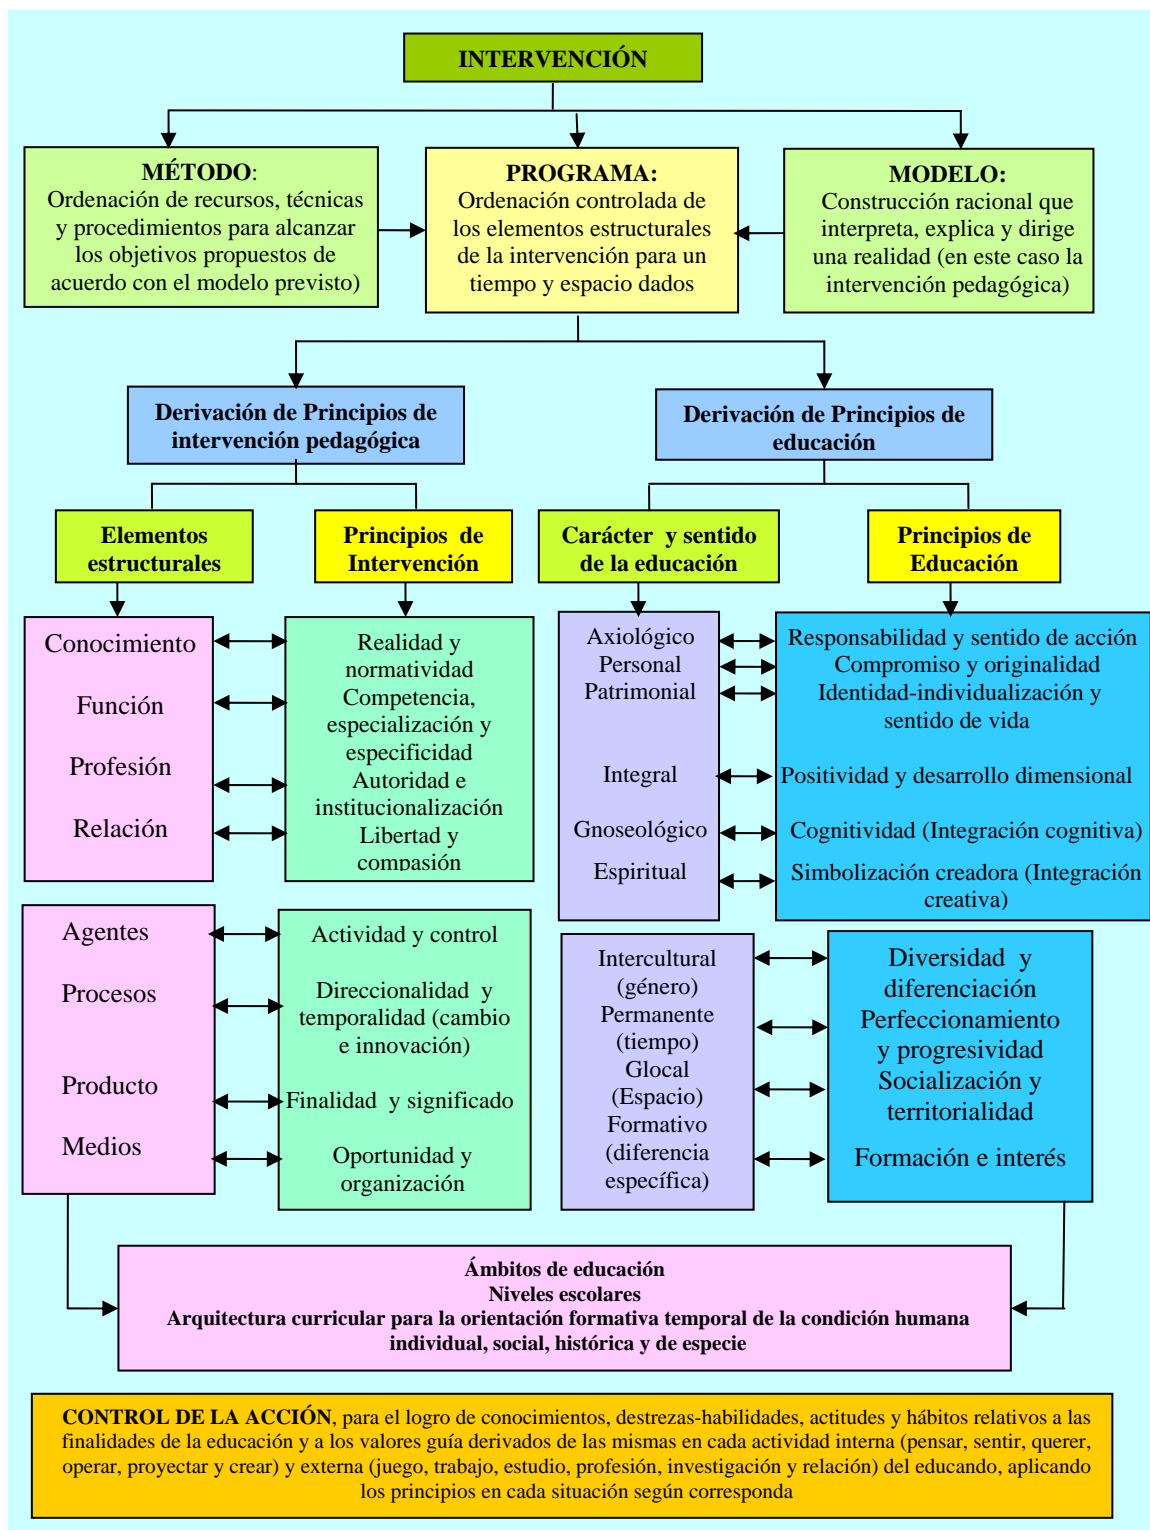 INTERVENCIÓN
MÉTODO:
Ordenación de recursos, técnicas
y procedimientos para alcanzar
los objetivos propuestos de
acuerdo con el modelo previsto)
PROGRAMA:
Ordenación controlada de
los elementos estructurales
de la intervención para un
tiempo y espacio dados
MODELO:
Construcción racional que
interpreta, explica y dirige
una realidad (en este caso la
intervención pedagógica)
Derivación de Principios de
intervención pedagógica
Derivación de Principios de
educación
Elementos
estructurales
Principios de
Intervención
Carácter y sentido
de la educación
Principios de
Educación
Conocimiento
Función
Profesión
Relación
Realidad y
normatividad
Competencia,
especialización y
especificidad
Autoridad e
institucionalización
Libertad y
compasión
Axiológico
Personal
Patrimonial
Integral
Gnoseológico
Espiritual
Responsabilidad y sentido de acción
Compromiso y originalidad
Identidad-individualización y
sentido de vida
Positividad y desarrollo dimensional
Cognitividad (Integración cognitiva)
Simbolización creadora (Integración
creativa)
Agentes
Procesos
Producto
Medios
Actividad y control
Direccionalidad y
temporalidad (cambio
e innovación)
Finalidad y significado
Oportunidad y
organización
Intercultural
(género)
Permanente
(tiempo)
Glocal
(Espacio)
Formativo
(diferencia
específica)
Diversidad y
diferenciación
Perfeccionamiento
y progresividad
Socialización y
territorialidad
Formación e interés
Ámbitos de educación
Niveles escolares
Arquitectura curricular para la orientación formativa temporal de la condición humana
individual, social, histórica y de especie
CONTROL DE LA ACCIÓN, para el logro de conocimientos, destrezas-habilidades, actitudes y hábitos relativos a las
finalidades de la educación y a los valores guía derivados de las mismas en cada actividad interna (pensar, sentir, querer,
operar, proyectar y crear) y externa (juego, trabajo, estudio, profesión, investigación y relación) del educando, aplicando
los principios en cada situación según corresponda